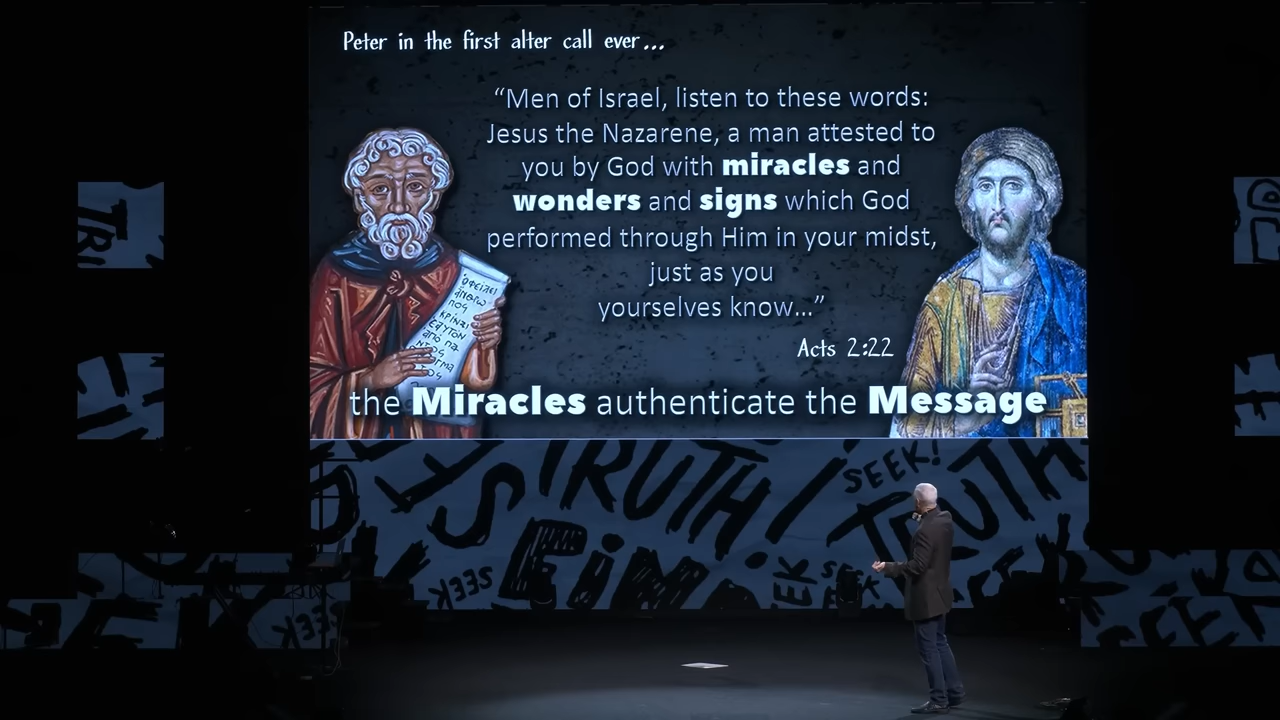 Peter in the first alter call ever...
“Men of Israel, listen to these words:
Jesus the Nazarene, a man attested to
you by God with miracles and
wonders and signs which God
performed through Him in your midst,
just as you
yourselves know...”
Acts 2:22
the Miracles authenticate the Message
TRUTH!
SEEK!
TRUTH
SEEK
SEEK